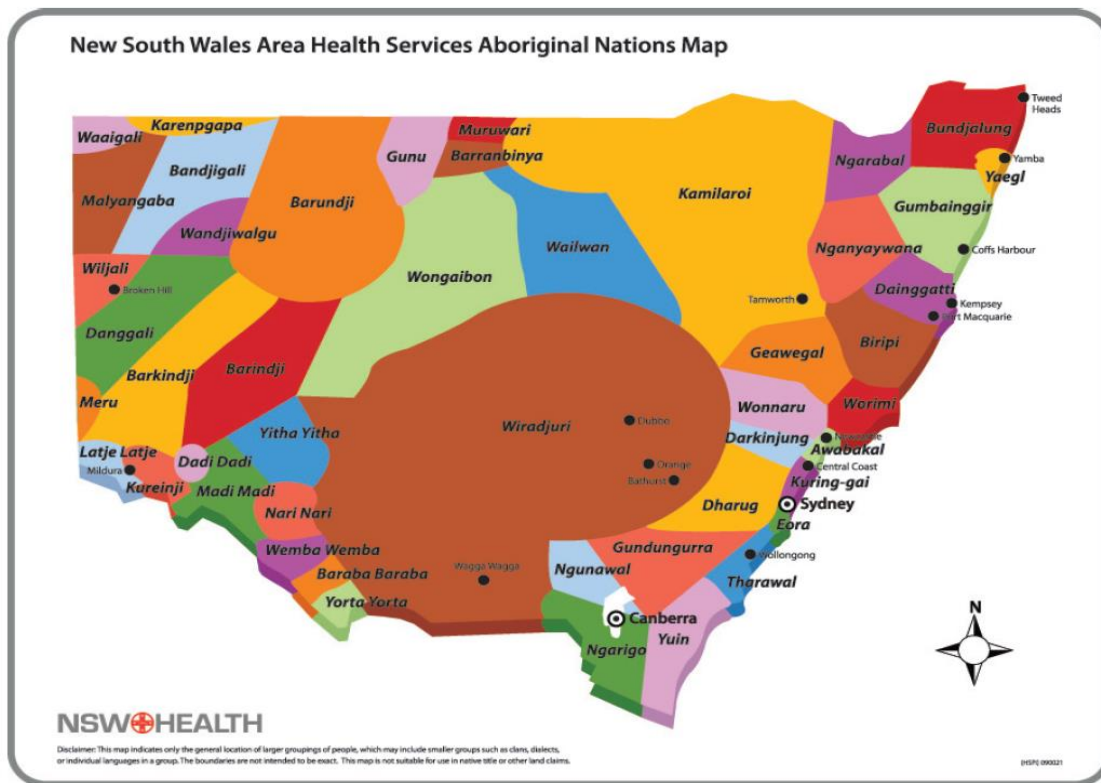 New South Wales Area Health Services Aboriginal Nations Map
Tweed
Heads
Karenpgapa
Muruwari
Bundjalung
Waaigali
Gunu
Barranbinya
Ngarabal
Yamba
Bandjigali
Yaegl
Malyangaba
Barundji
Kamilaroi
Gumbainggir
Wandjiwalgu
Wailwan
Nganyaywana
Coffs Harbour
Wiljali
Wongaibon
Broken Hill
Dainggatti
Tamworth
Kempsey
Port Macquarie
Danggali
Biripi
Geawegal
Barkindji
Barindji
Meru
Wonnaru
Worimi
Wiradjuri
Dubbo
Yitha Yitha
Darkinjung
Newcastle
Awabakal
Latje Latje
Dadi Dadi
Mildura
Orange
Central Coast
Kureinji
Madi Madi
Bathurst
Kuring-gai
Dharug
Sydney
Nari Nari
Eora
Wemba Wemba
Gundungurra
Wollongong
Baraba Baraba
Wagga Wagga
Ngunawal
Tharawal
Yorta Yorta
Canberra
Yuin
Ngarigo
N
NSW HEALTH
Disclaimer: This map indicates only the general location of larger groupings of people, which may include smaller groups such as clans, dialects,
or individual languages in a group. The boundaries are not intended to be exact. This map is not suitable for use in native title or other land claims.
(HSPI) 090021